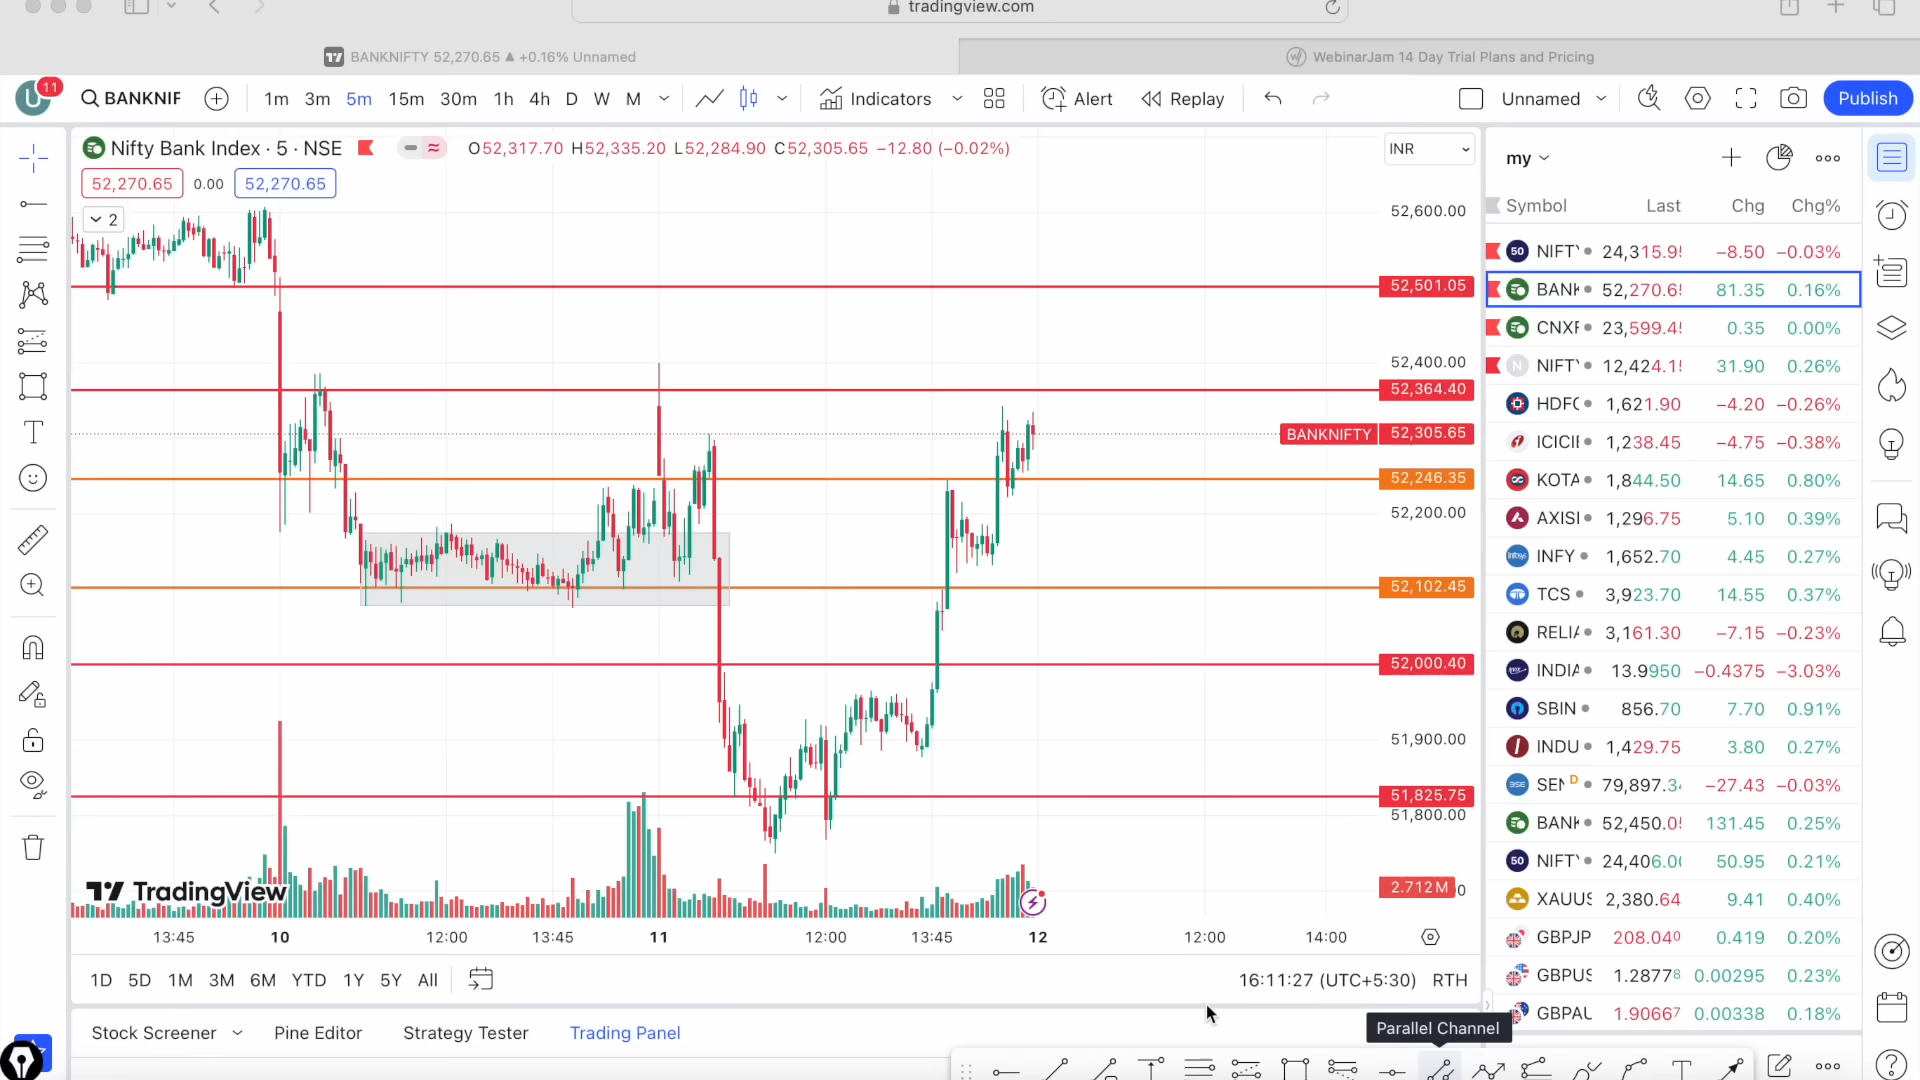 tradingview.com
BANKNIFTY 52,270.65 ▲ +0.16% Unnamed
WebinarJam 14 Day Trial Plans and Pricing
11
U
BANKNIF
1m 3m 5m 15m 30m 1h 4h D W M
Indicators
Alert
Replay
Unnamed
Publish
Nifty Bank Index · 5 · NSE
O52,317.70 H52,335.20 L52,284.90 C52,305.65 −12.80 (−0.02%)
INR
52,270.65 0.00 52,270.65
2
52,600.00
52,501.05
52,400.00
52,364.40
BANKNIFTY 52,305.65
52,246.35
52,200.00
52,102.45
52,000.40
51,900.00
51,825.75
51,800.00
2.712M
TradingView
13:45 10 12:00 13:45 11 12:00 13:45 12 12:00 14:00
1D 5D 1M 3M 6M YTD 1Y 5Y All
16:11:27 (UTC+5:30) RTH
Stock Screener Pine Editor Strategy Tester Trading Panel
Parallel Channel
my
Symbol Last Chg Chg%
50 NIFTY 24,315.95 −8.50 −0.03%
BANK 52,270.65 81.35 0.16%
CNXF 23,599.45 0.35 0.00%
N NIFTY 12,424.15 31.90 0.26%
HDFC 1,621.90 −4.20 −0.26%
ICICI 1,238.45 −4.75 −0.38%
KOTA 1,844.50 14.65 0.80%
AXISI 1,296.75 5.10 0.39%
INFY 1,652.70 4.45 0.27%
TCS 3,923.70 14.55 0.37%
RELIA 3,161.30 −7.15 −0.23%
INDIA 13.9950 −0.4375 −3.03%
SBIN 856.70 7.70 0.91%
INDU 1,429.75 3.80 0.27%
SEN D 79,897.34 −27.43 −0.03%
BANK 52,450.05 131.45 0.25%
50 NIFTY 24,406.00 50.95 0.21%
XAUUS 2,380.64 9.41 0.40%
GBPJP 208.040 0.419 0.20%
GBPUS 1.28778 0.00295 0.23%
GBPAU 1.90667 0.00338 0.18%